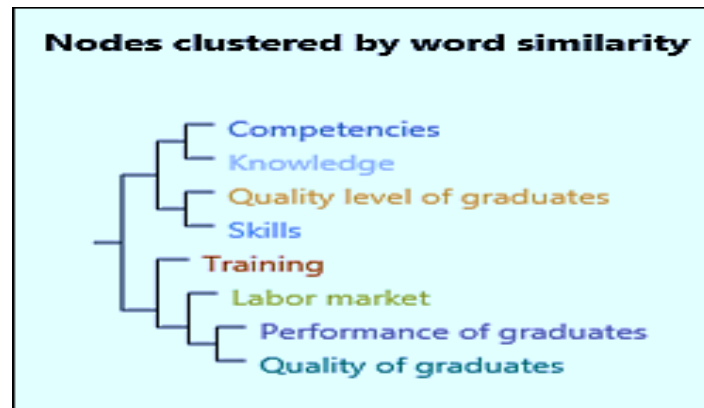 Nodes clustered by word similarity
Competencies
Knowledge
Quality level of graduates
Skills
Training
Labor market
Performance of graduates
Quality of graduates